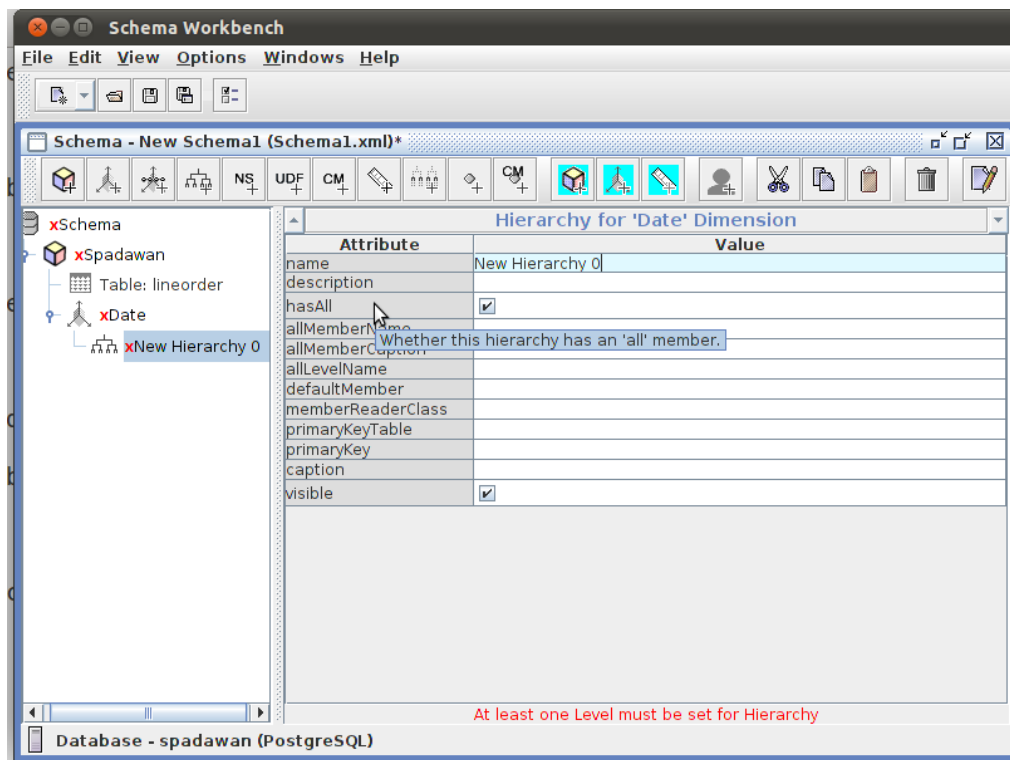 Schema Workbench
File Edit View Options Windows Help
Schema - New Schema1 (Schema1.xml)*
NS UDF CM CM
xSchema
xSpadawan
Table: lineorder
xDate
xNew Hierarchy 0
Hierarchy for 'Date' Dimension
Attribute Value
name New Hierarchy 0
description
hasAll
allMemberName
Whether this hierarchy has an 'all' member.
allMemberCaption
allLevelName
defaultMember
memberReaderClass
primaryKeyTable
primaryKey
caption
visible
At least one Level must be set for Hierarchy
Database - spadawan (PostgreSQL)